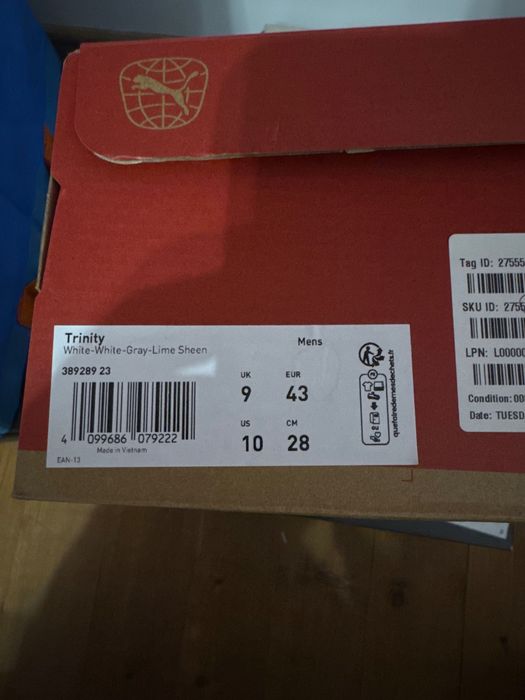 Trinity
White-White-Gray-Lime Sheen
Mens
389289 23
UK
9
EUR
43
US
10
CM
28
4 099686 079222
Made in Vietnam
EAN-13
quefairedemesdechets.fr
Tag ID: 27555
SKU ID: 2755
LPN: L0000
Condition:
Date: TUESD